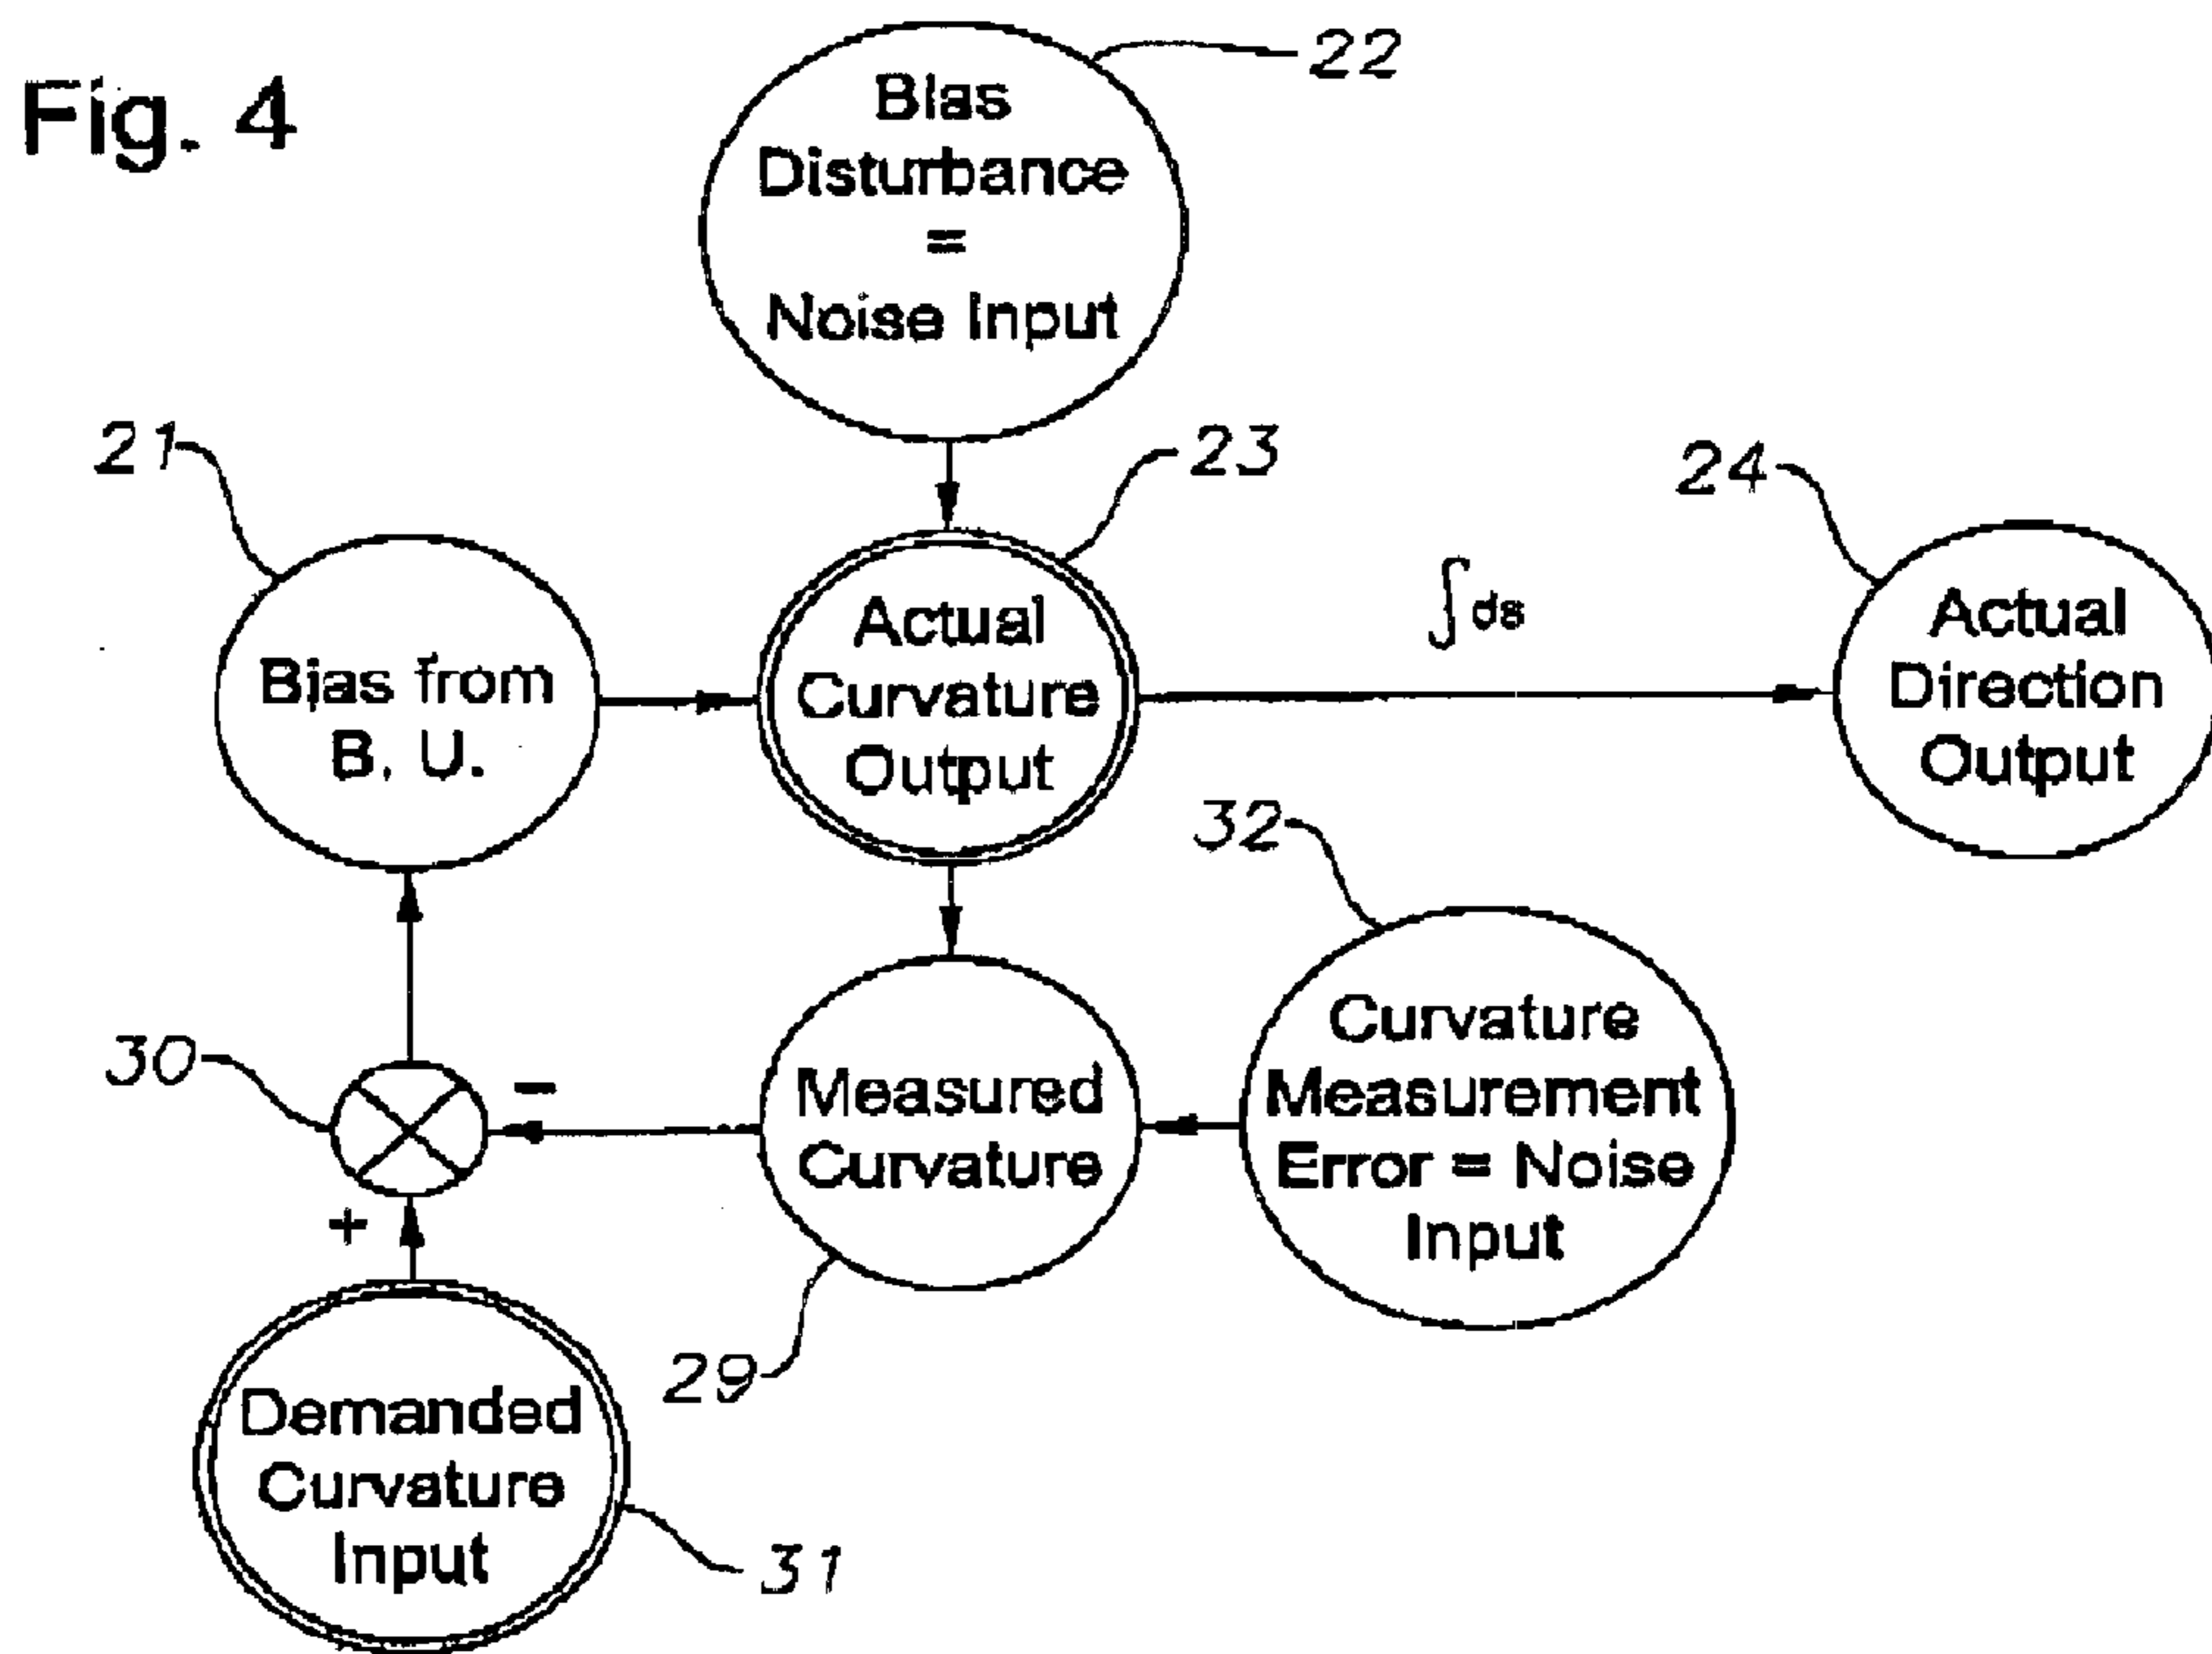 Fig. 4
22
Bias
Disturbance
=
Noise Input
21
23
24
Bias from
B. U.
Actual
Curvature
Output
∫ds
Actual
Direction
Output
32
30
−
Measured
Curvature
Curvature
Measurement
Error = Noise
Input
+
29
Demanded
Curvature
Input
31